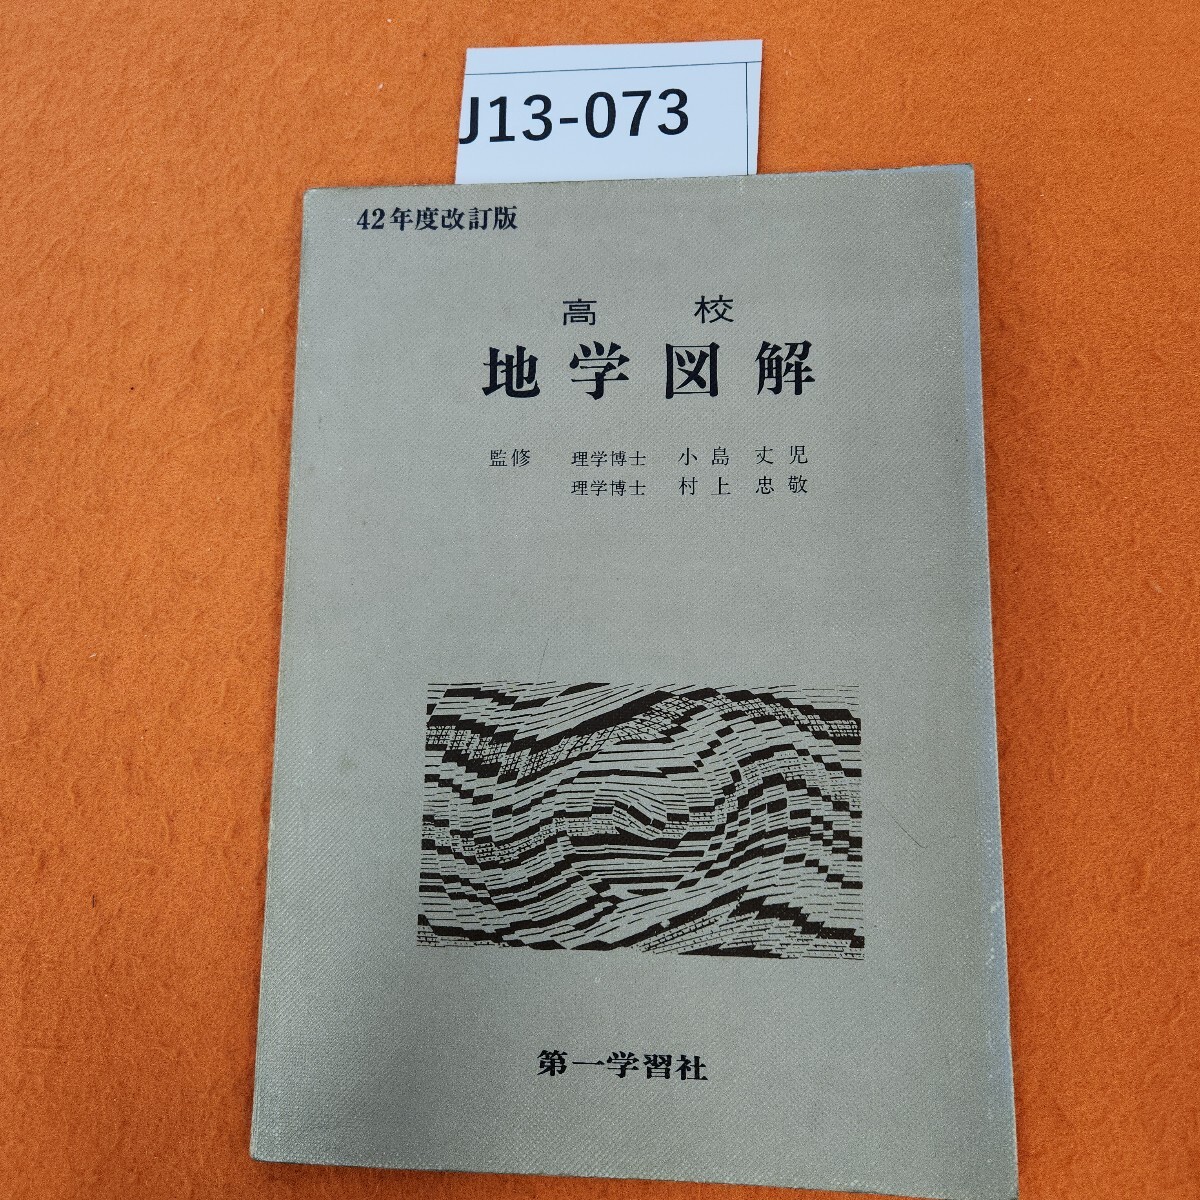 J13-073
42年度改訂版
高校
地学図解
監修 理学博士 小島丈児
理学博士 村上忠敬
第一学習社